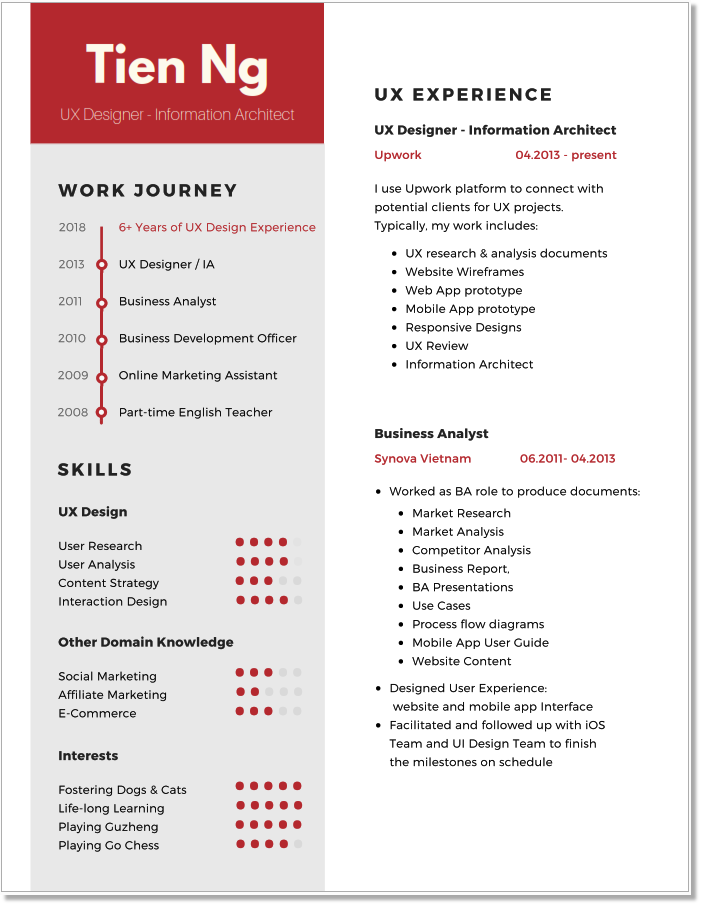 Tien Ng
UX Designer - Information Architect
WORK JOURNEY
2018 6+ Years of UX Design Experience
2013 UX Designer / IA
2011 Business Analyst
2010 Business Development Officer
2009 Online Marketing Assistant
2008 Part-time English Teacher
SKILLS
UX Design
User Research
User Analysis
Content Strategy
Interaction Design
Other Domain Knowledge
Social Marketing
Affiliate Marketing
E-Commerce
Interests
Fostering Dogs & Cats
Life-long Learning
Playing Guzheng
Playing Go Chess
UX EXPERIENCE
UX Designer - Information Architect
Upwork 04.2013 - present
I use Upwork platform to connect with
potential clients for UX projects.
Typically, my work includes:
UX research & analysis documents
Website Wireframes
Web App prototype
Mobile App prototype
Responsive Designs
UX Review
Information Architect
Business Analyst
Synova Vietnam 06.2011- 04.2013
Worked as BA role to produce documents:
Market Research
Market Analysis
Competitor Analysis
Business Report,
BA Presentations
Use Cases
Process flow diagrams
Mobile App User Guide
Website Content
Designed User Experience:
website and mobile app Interface
Facilitated and followed up with iOS
Team and UI Design Team to finish
the milestones on schedule